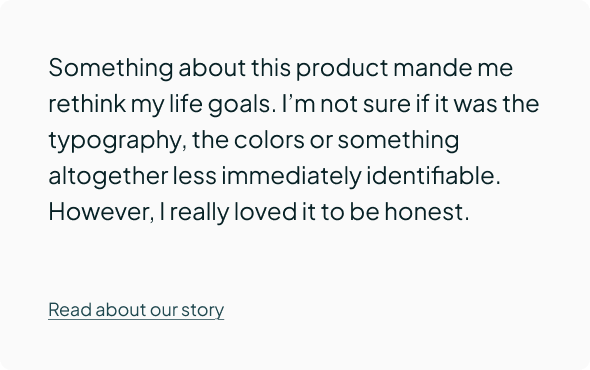 Something about this product mande me
rethink my life goals. I’m not sure if it was the
typography, the colors or something
altogether less immediately identifiable.
However, I really loved it to be honest.
Read about our story